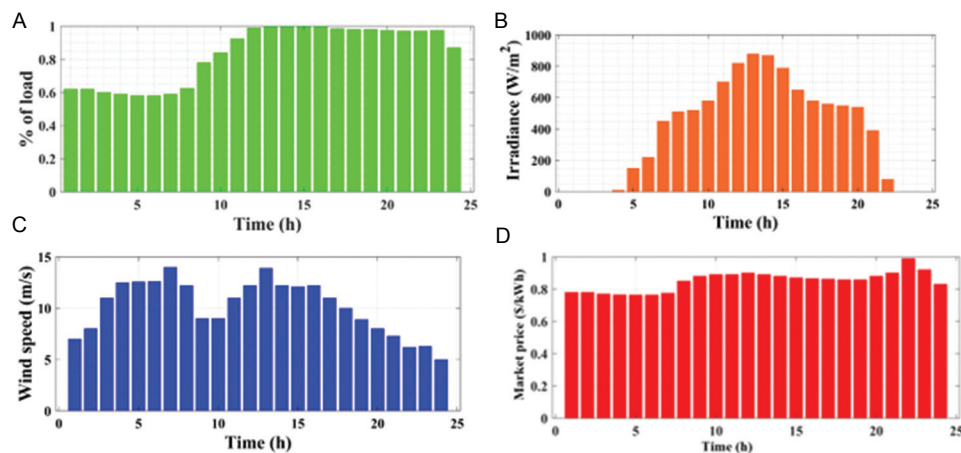 A
1
0.8
0.6
0.4
0.2
0
% of load
5 10 15 20 25
Time (h)
B
1000
800
600
400
200
0
Irradiance (W/m²)
0 5 10 15 20 25
Time (h)
C
15
10
5
0
Wind speed (m/s)
0 5 10 15 20 25
Time (h)
D
1
0.8
0.6
0.4
0.2
0
Market price ($/kWh)
0 5 10 15 20 25
Time (h)